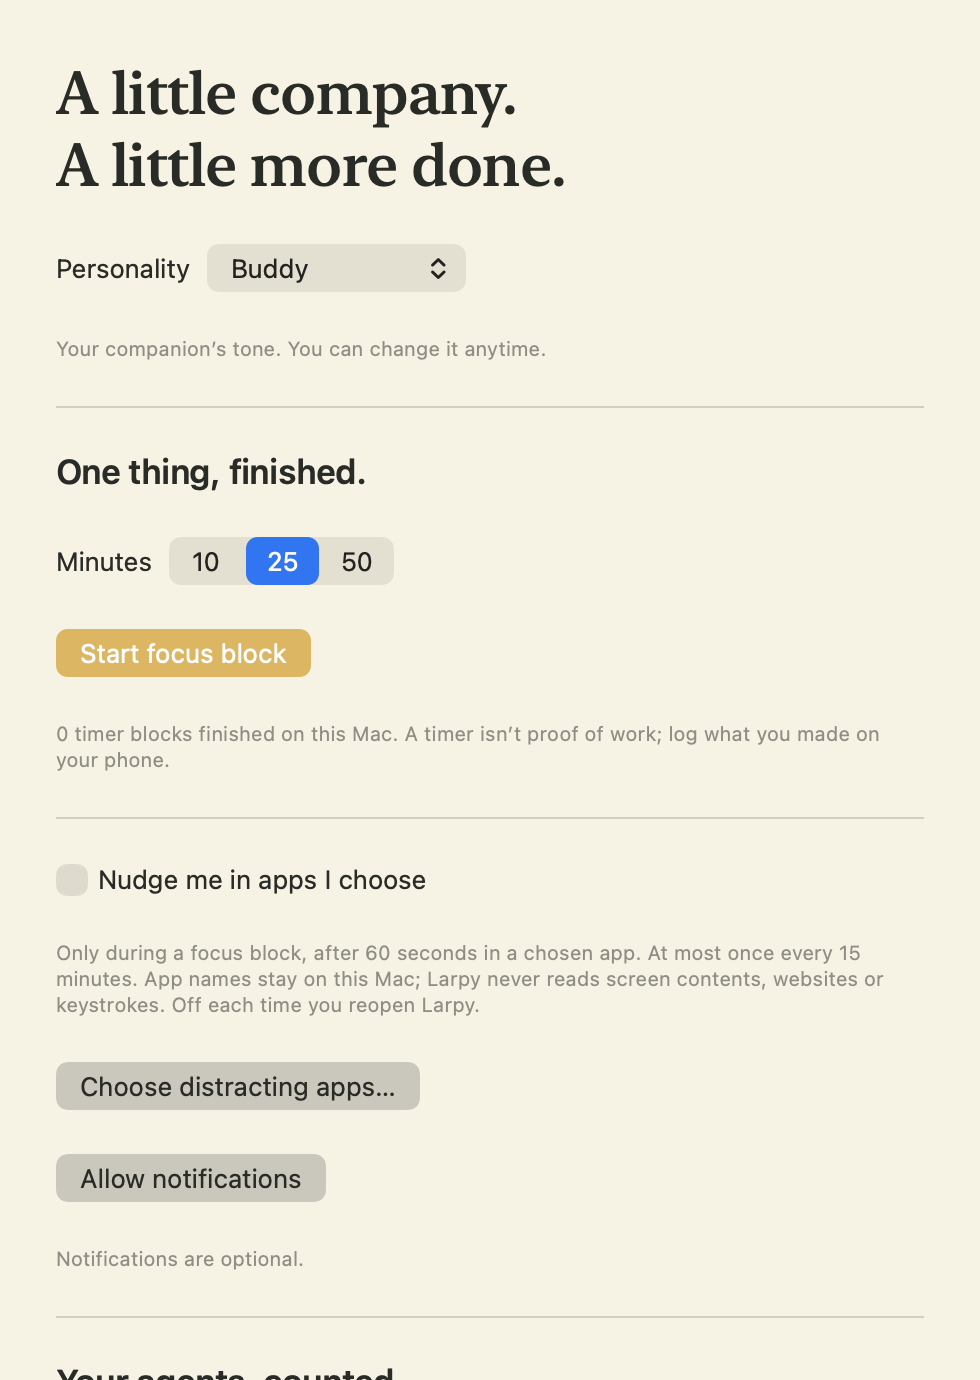 A little company.
A little more done.
Personality Buddy
Your companion’s tone. You can change it anytime.
One thing, finished.
Minutes 10 25 50
Start focus block
0 timer blocks finished on this Mac. A timer isn’t proof of work; log what you made on
your phone.
Nudge me in apps I choose
Only during a focus block, after 60 seconds in a chosen app. At most once every 15
minutes. App names stay on this Mac; Larpy never reads screen contents, websites or
keystrokes. Off each time you reopen Larpy.
Choose distracting apps...
Allow notifications
Notifications are optional.
Your agents, counted